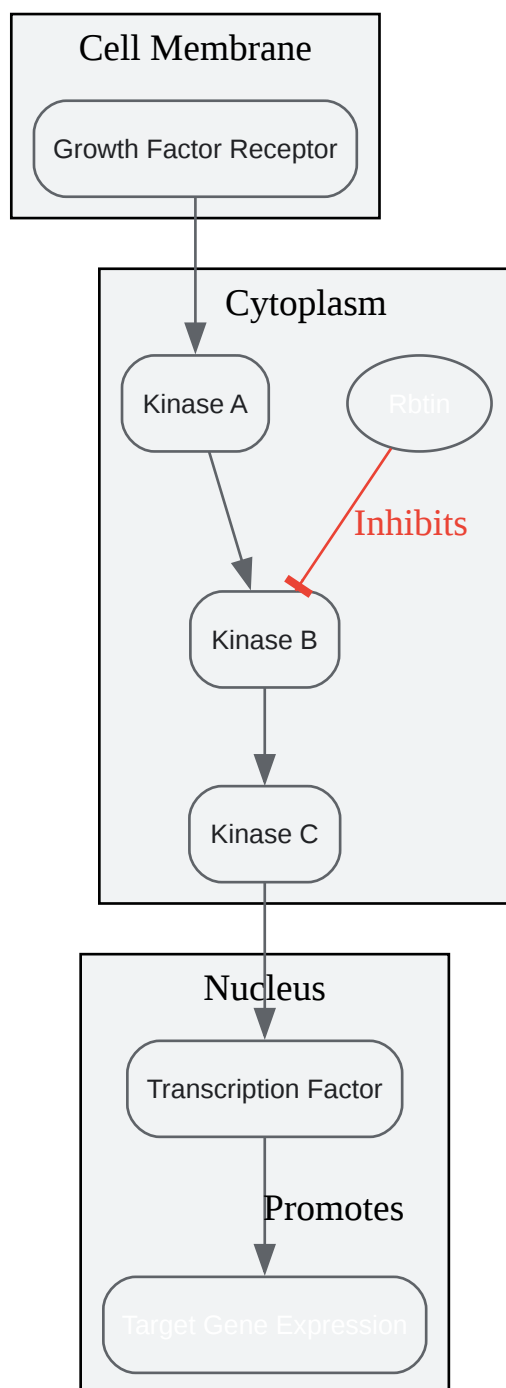 Cell Membrane
Growth Factor Receptor
Cytoplasm
Kinase A
Rbtin
Inhibits
Kinase B
Kinase C
Nucleus
Transcription Factor
Promotes
Target Gene Expression